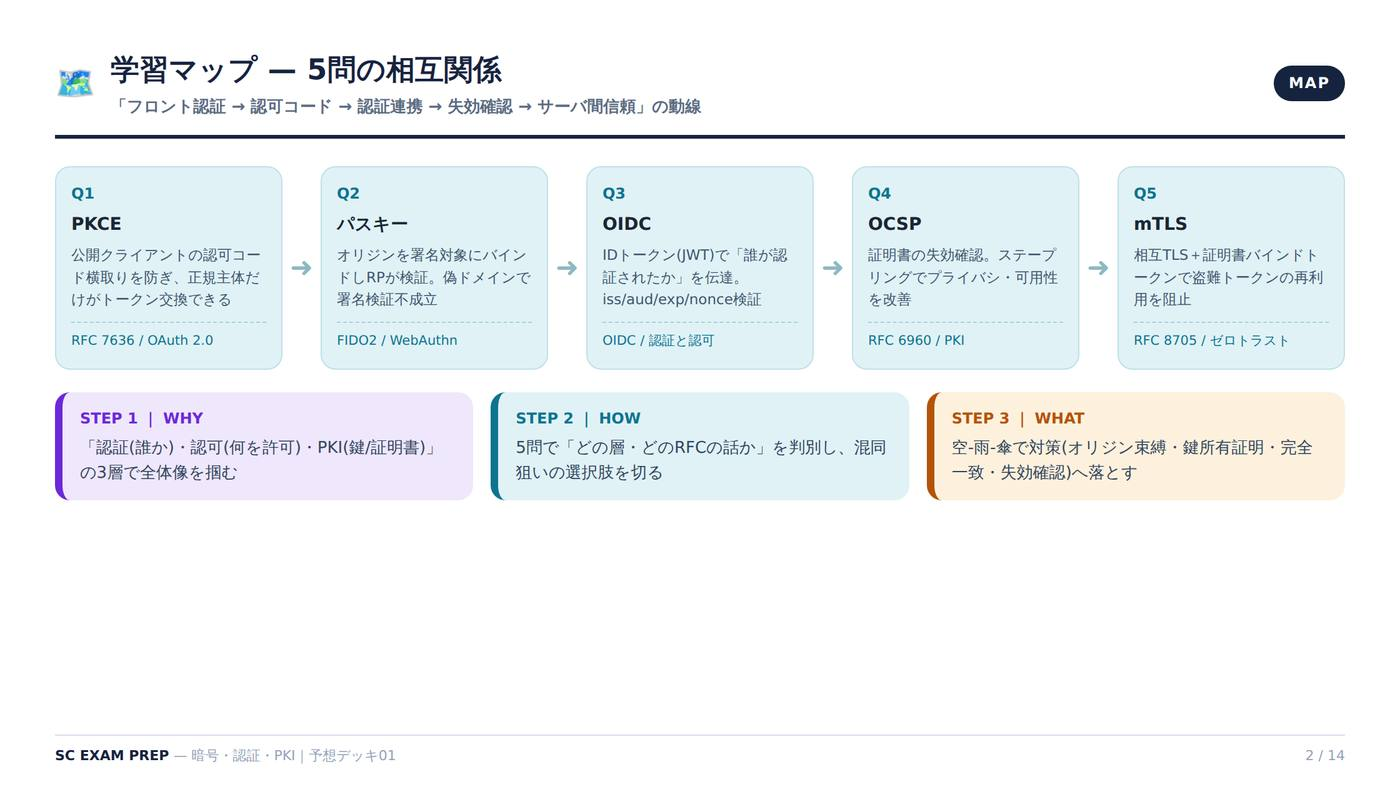 学習マップ — 5問の相互関係
「フロント認証 → 認可コード → 認証連携 → 失効確認 → サーバ間信頼」の動線
MAP
Q1
PKCE
公開クライアントの認可コー
ド横取りを防ぎ、正規主体だ
けがトークン交換できる
RFC 7636 / OAuth 2.0
➜
Q2
パスキー
オリジンを署名対象にバイン
ドしRPが検証。偽ドメインで
署名検証不成立
FIDO2 / WebAuthn
➜
Q3
OIDC
IDトークン(JWT)で「誰が認
証されたか」を伝達。
iss/aud/exp/nonce検証
OIDC / 認証と認可
➜
Q4
OCSP
証明書の失効確認。ステープ
リングでプライバシ・可用性
を改善
RFC 6960 / PKI
➜
Q5
mTLS
相互TLS＋証明書バインドト
ークンで盗難トークンの再利
用を阻止
RFC 8705 / ゼロトラスト
STEP 1｜WHY
「認証(誰か)・認可(何を許可)・PKI(鍵/証明書)」
の3層で全体像を掴む
STEP 2｜HOW
5問で「どの層・どのRFCの話か」を判別し、混同
狙いの選択肢を切る
STEP 3｜WHAT
空-雨-傘で対策(オリジン束縛・鍵所有証明・完全
一致・失効確認)へ落とす
SC EXAM PREP — 暗号・認証・PKI｜予想デッキ01
2 / 14